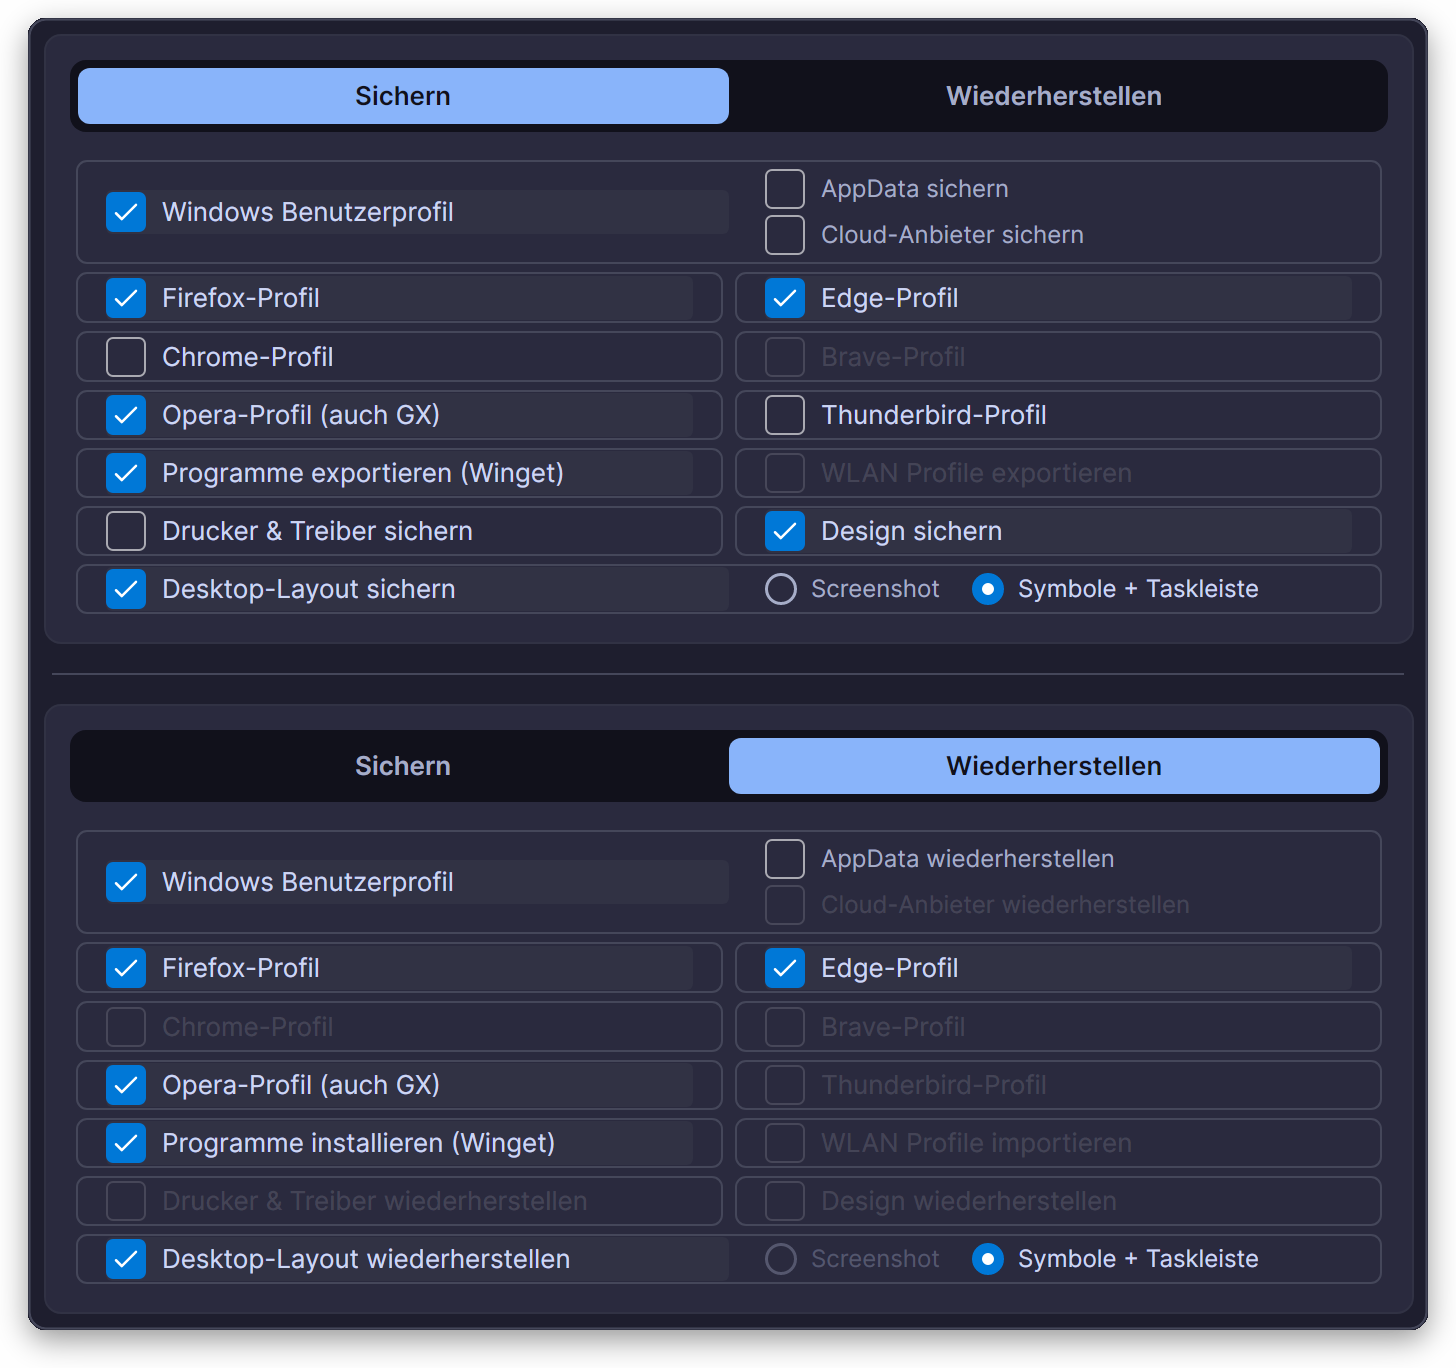 Sichern Wiederherstellen
Windows Benutzerprofil
AppData sichern
Cloud-Anbieter sichern
Firefox-Profil Edge-Profil
Chrome-Profil Brave-Profil
Opera-Profil (auch GX) Thunderbird-Profil
Programme exportieren (Winget) WLAN Profile exportieren
Drucker & Treiber sichern Design sichern
Desktop-Layout sichern Screenshot Symbole + Taskleiste
Sichern Wiederherstellen
Windows Benutzerprofil
AppData wiederherstellen
Cloud-Anbieter wiederherstellen
Firefox-Profil Edge-Profil
Chrome-Profil Brave-Profil
Opera-Profil (auch GX) Thunderbird-Profil
Programme installieren (Winget) WLAN Profile importieren
Drucker & Treiber wiederherstellen Design wiederherstellen
Desktop-Layout wiederherstellen Screenshot Symbole + Taskleiste